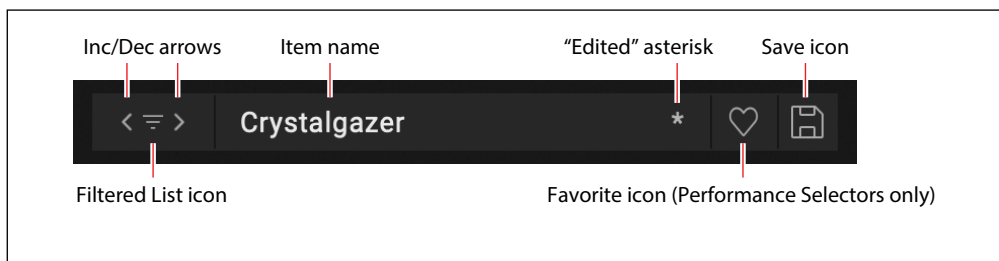 Inc/Dec arrows Item name “Edited” asterisk Save icon
< > Crystalgazer *
Filtered List icon Favorite icon (Performance Selectors only)